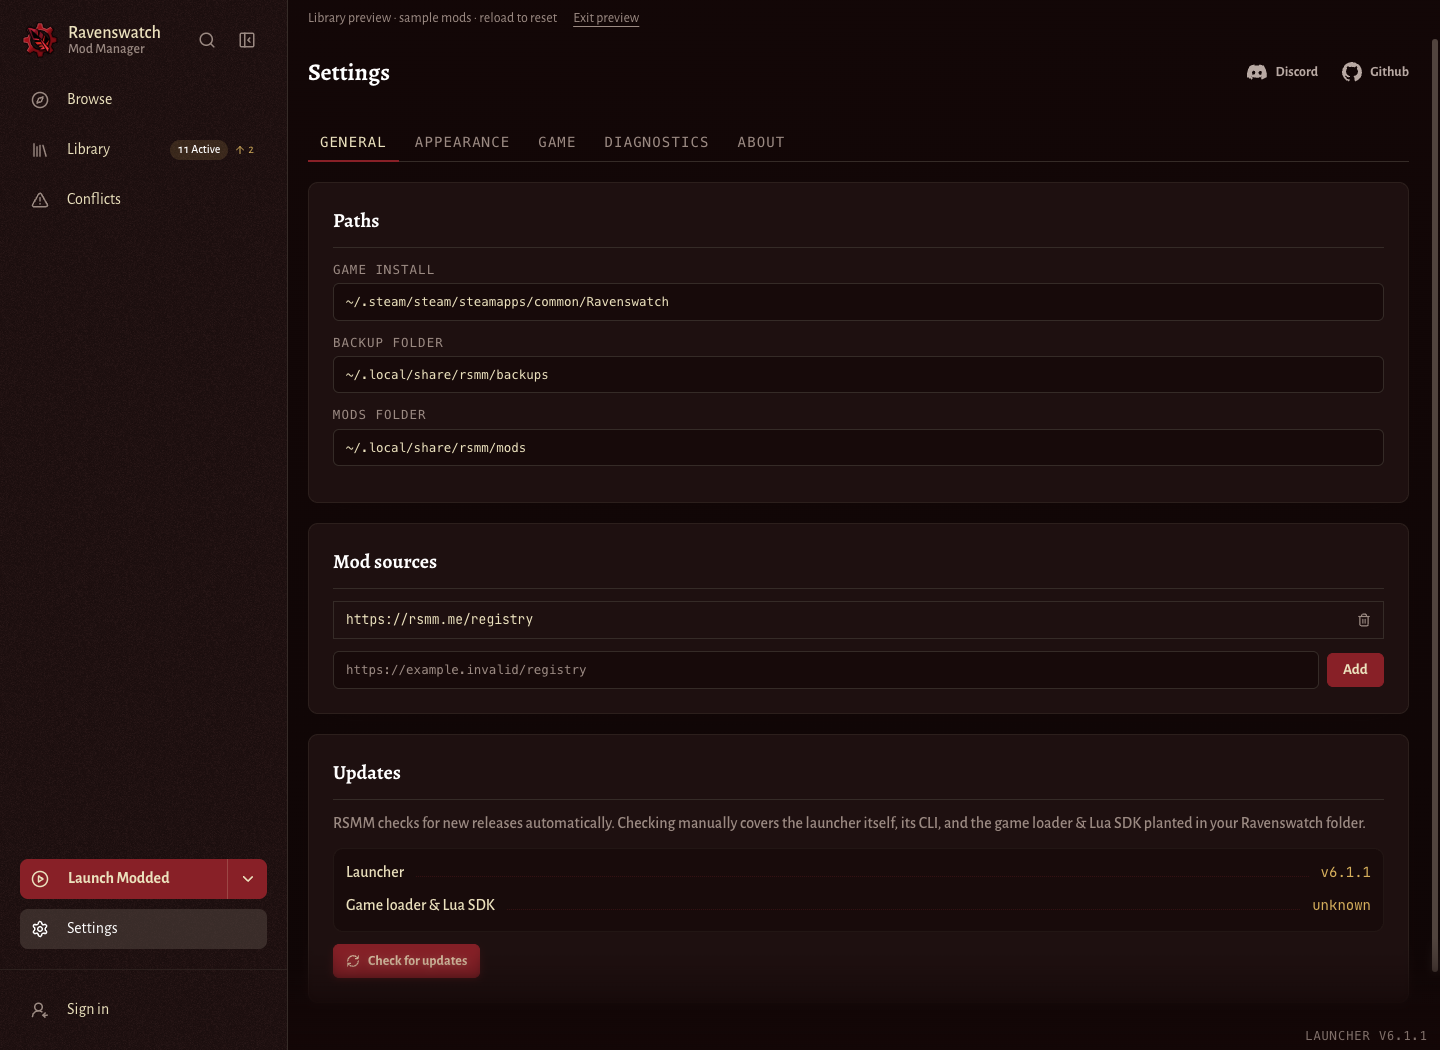 Ravenswatch
Mod Manager
Browse
Library
11 Active
2
Conflicts
Launch Modded
Settings
Sign in
Library preview · sample mods · reload to reset
Exit preview
Settings
Discord
Github
GENERAL
APPEARANCE
GAME
DIAGNOSTICS
ABOUT
Paths
GAME INSTALL
~/.steam/steam/steamapps/common/Ravenswatch
BACKUP FOLDER
~/.local/share/rsmm/backups
MODS FOLDER
~/.local/share/rsmm/mods
Mod sources
https://rsmm.me/registry
https://example.invalid/registry
Add
Updates
RSMM checks for new releases automatically. Checking manually covers the launcher itself, its CLI, and the game loader & Lua SDK planted in your Ravenswatch folder.
Launcher
v6.1.1
Game loader & Lua SDK
unknown
Check for updates
LAUNCHER V6.1.1